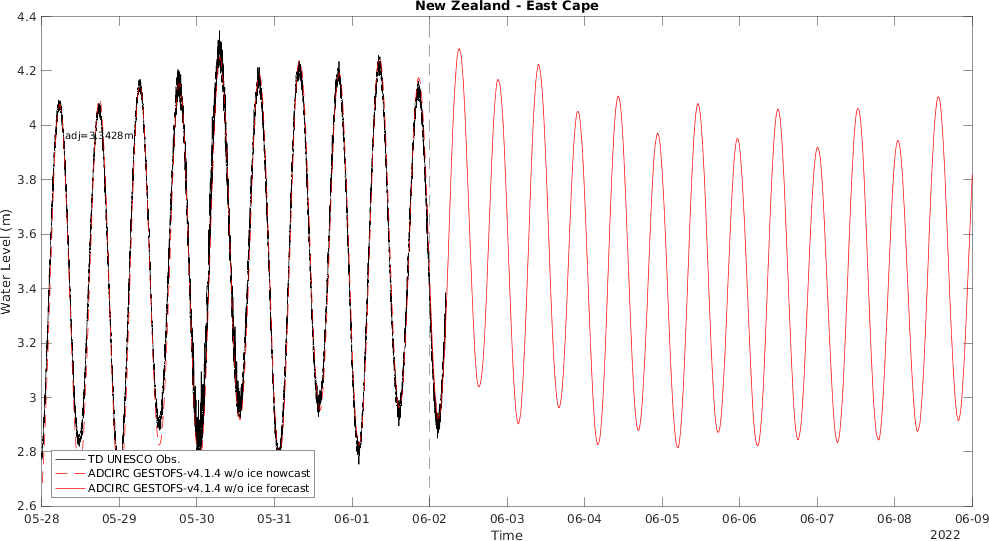 New Zealand - East Cape
4.4
4.2
4
3.8
3.6
3.4
3.2
3
2.8
2.6
Water Level (m)
adj=3.3428m
TD UNESCO Obs.
ADCIRC GESTOFS-v4.1.4 w/o ice nowcast
ADCIRC GESTOFS-v4.1.4 w/o ice forecast
05-28 05-29 05-30 05-31 06-01 06-02 06-03 06-04 06-05 06-06 06-07 06-08 06-09
Time
2022